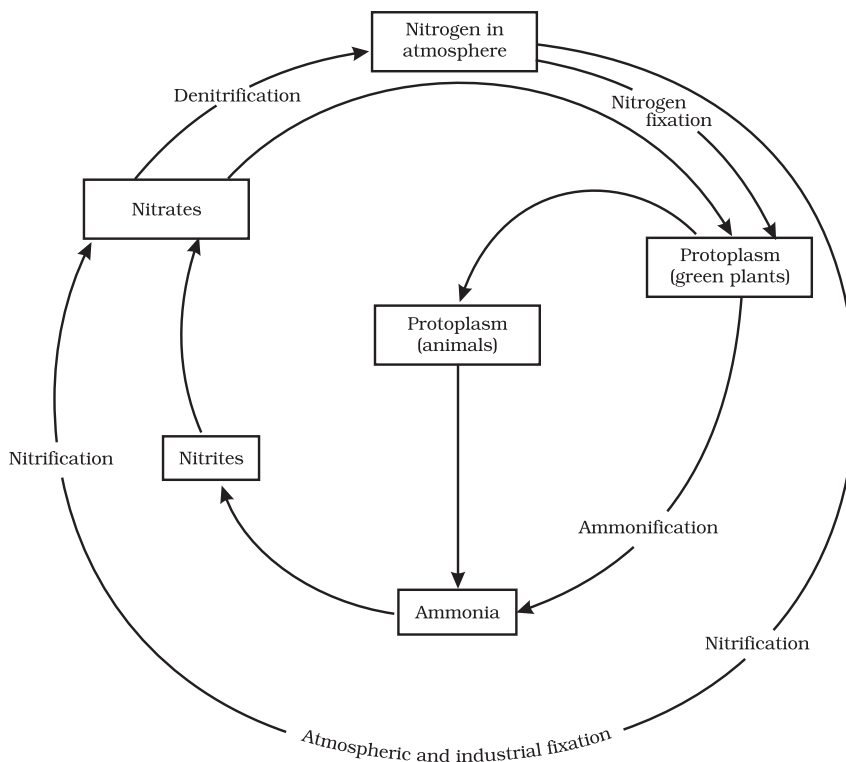 Nitrogen in
atmosphere
Denitrification
Nitrogen
fixation
Nitrates
Protoplasm
(green plants)
Protoplasm
(animals)
Nitrification
Nitrites
Ammonification
Ammonia
Nitrification
Atmospheric and industrial fixation